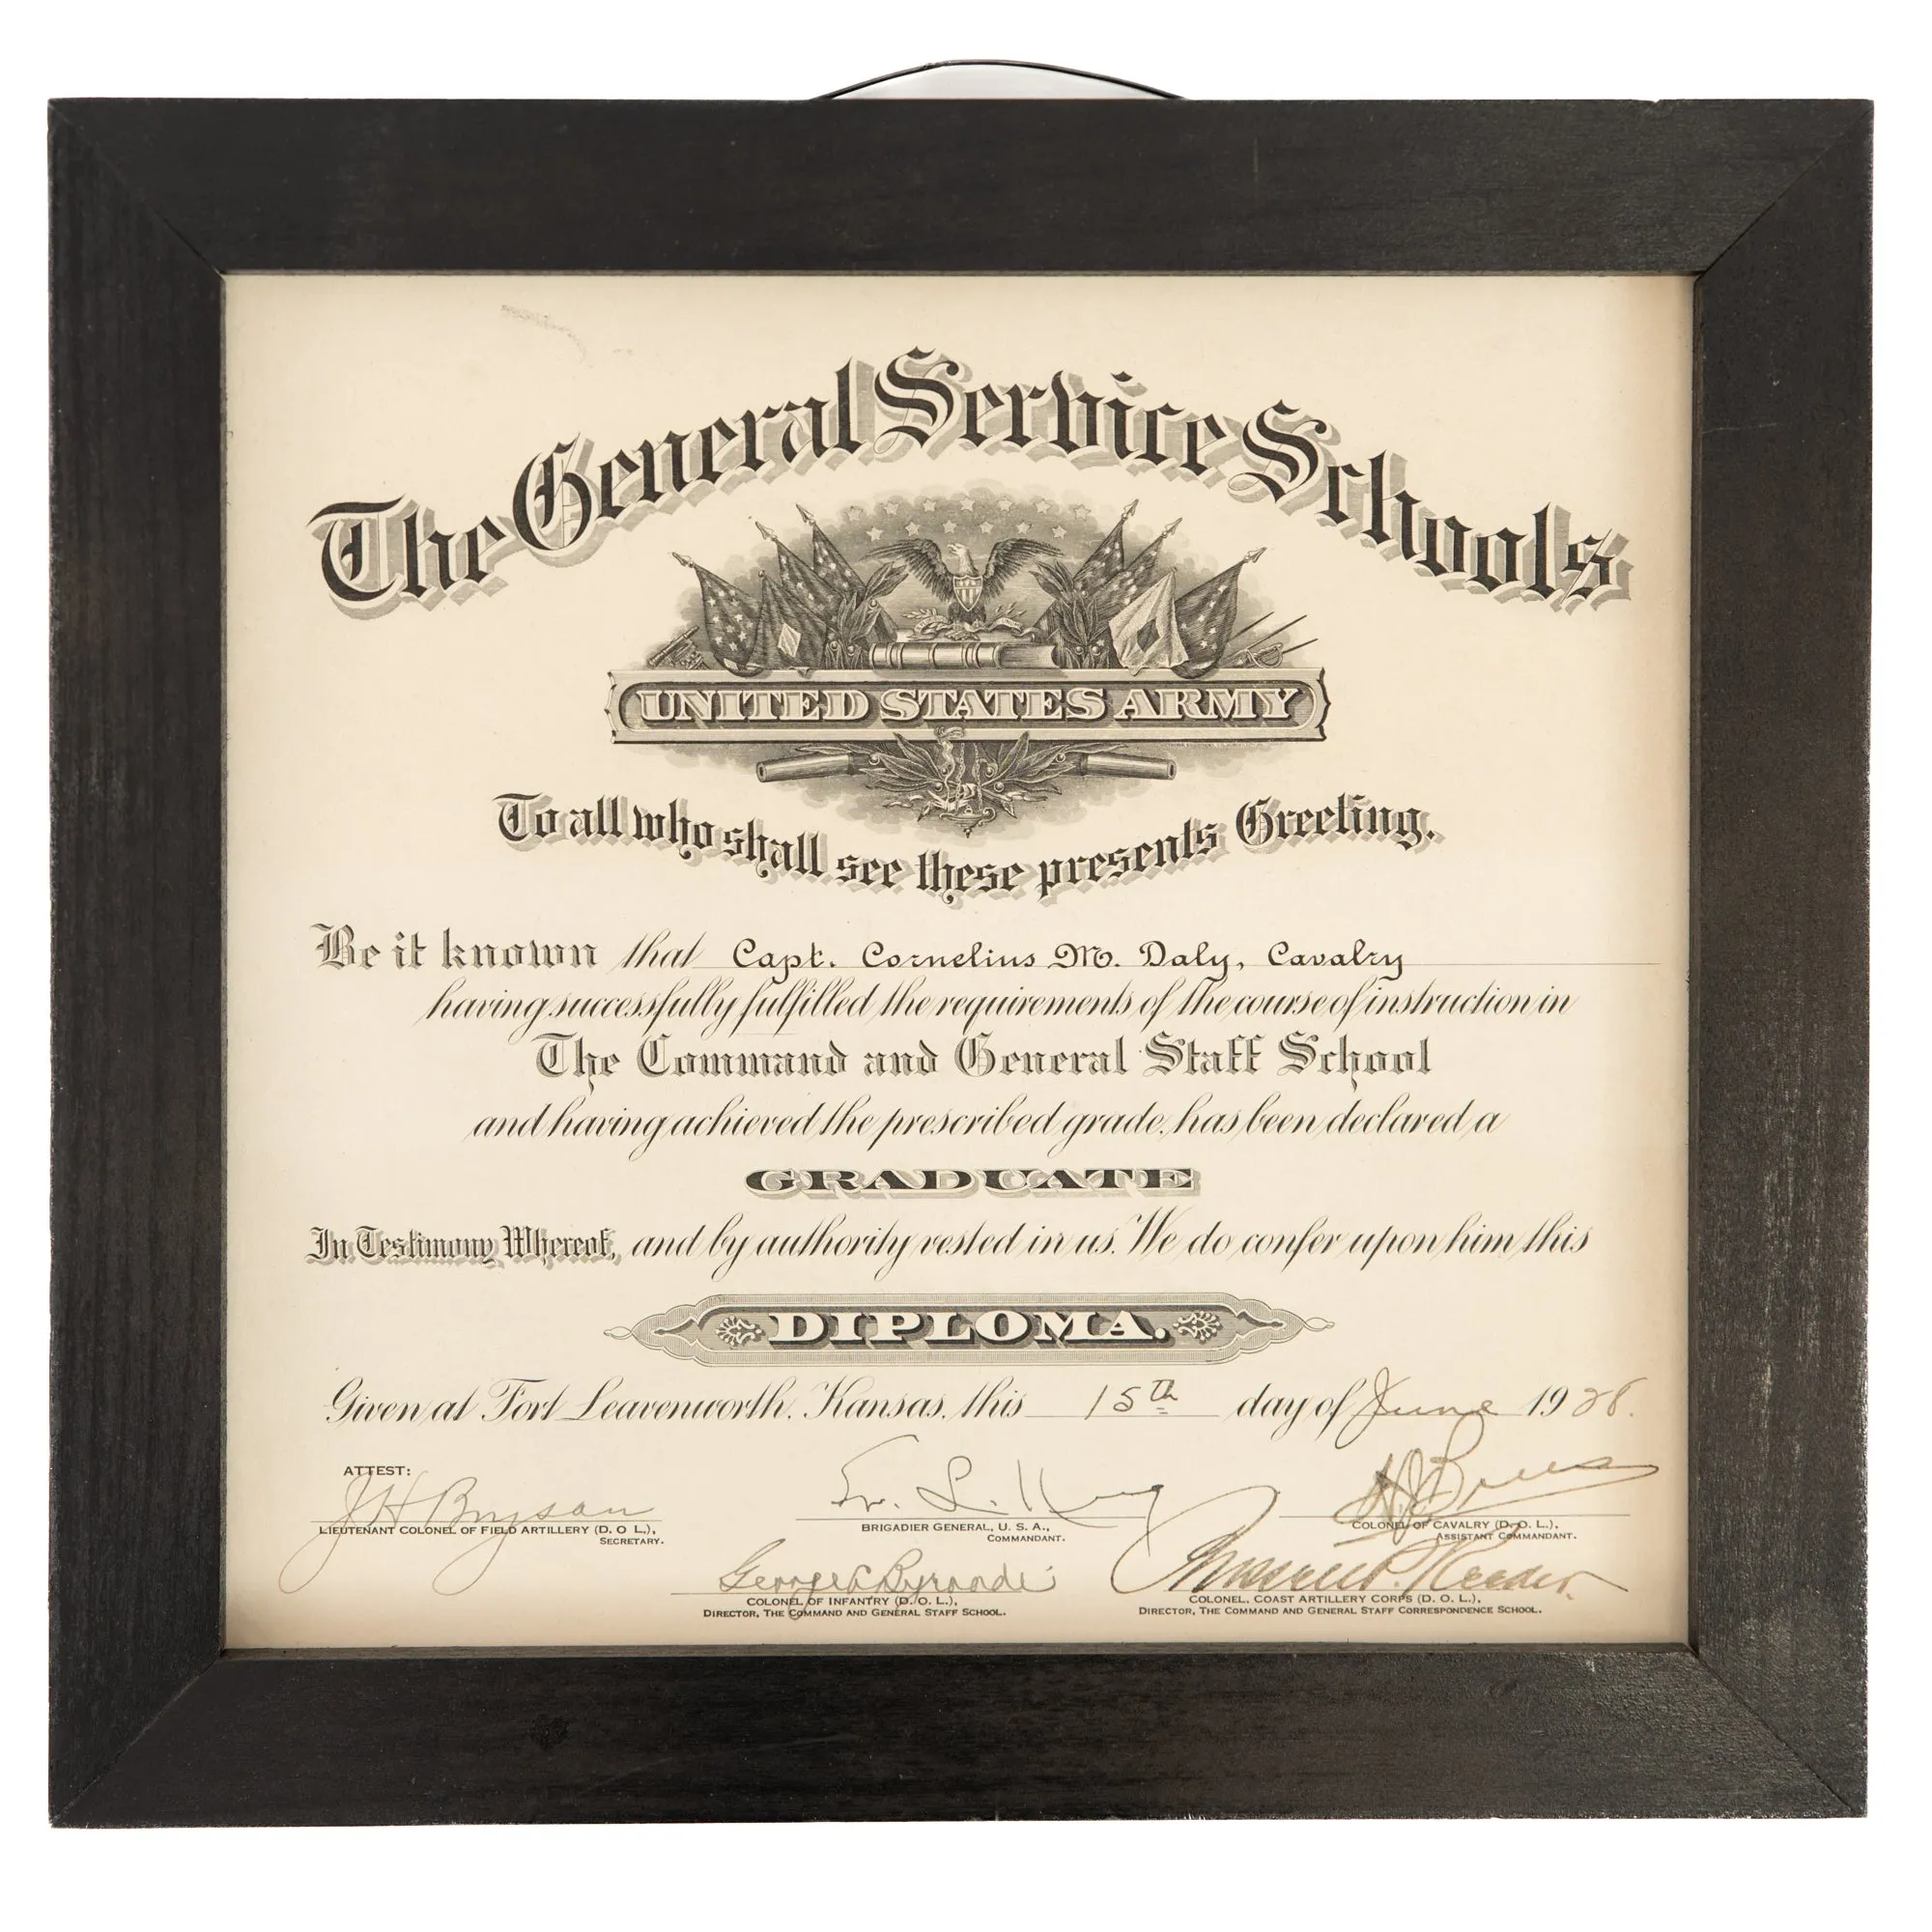 The General Service Schools
UNITED STATES ARMY
To all who shall see these presents Greeting.
Be it known that Capt. Cornelius M. Daly, Cavalry
having successfully fulfilled the requirements of the course of instruction in
The Command and General Staff School
and having achieved the prescribed grade, has been declared a
GRADUATE
In Testimony Whereof, and by authority vested in us. We do confer upon him this
DIPLOMA.
Given at Fort Leavenworth, Kansas, this 15th day of June 1928.
ATTEST:
J H Bryson
LIEUTENANT COLONEL OF FIELD ARTILLERY (D. O L.),
SECRETARY.
E. L. King
BRIGADIER GENERAL, U. S. A.,
COMMANDANT.
COLONEL OF CAVALRY (D. O. L.),
ASSISTANT COMMANDANT.
COLONEL OF INFANTRY (D. O. L.),
DIRECTOR, THE COMMAND AND GENERAL STAFF SCHOOL.
Reeder.
COLONEL, COAST ARTILLERY CORPS (D. O. L.),
DIRECTOR, THE COMMAND AND GENERAL STAFF CORRESPONDENCE SCHOOL.